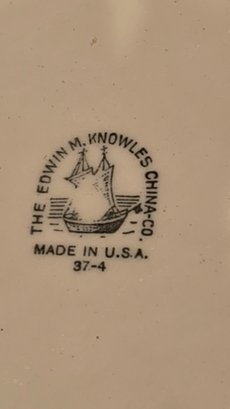 THE EDWIN M. KNOWLES CHINA CO.
MADE IN U.S.A.
37-4